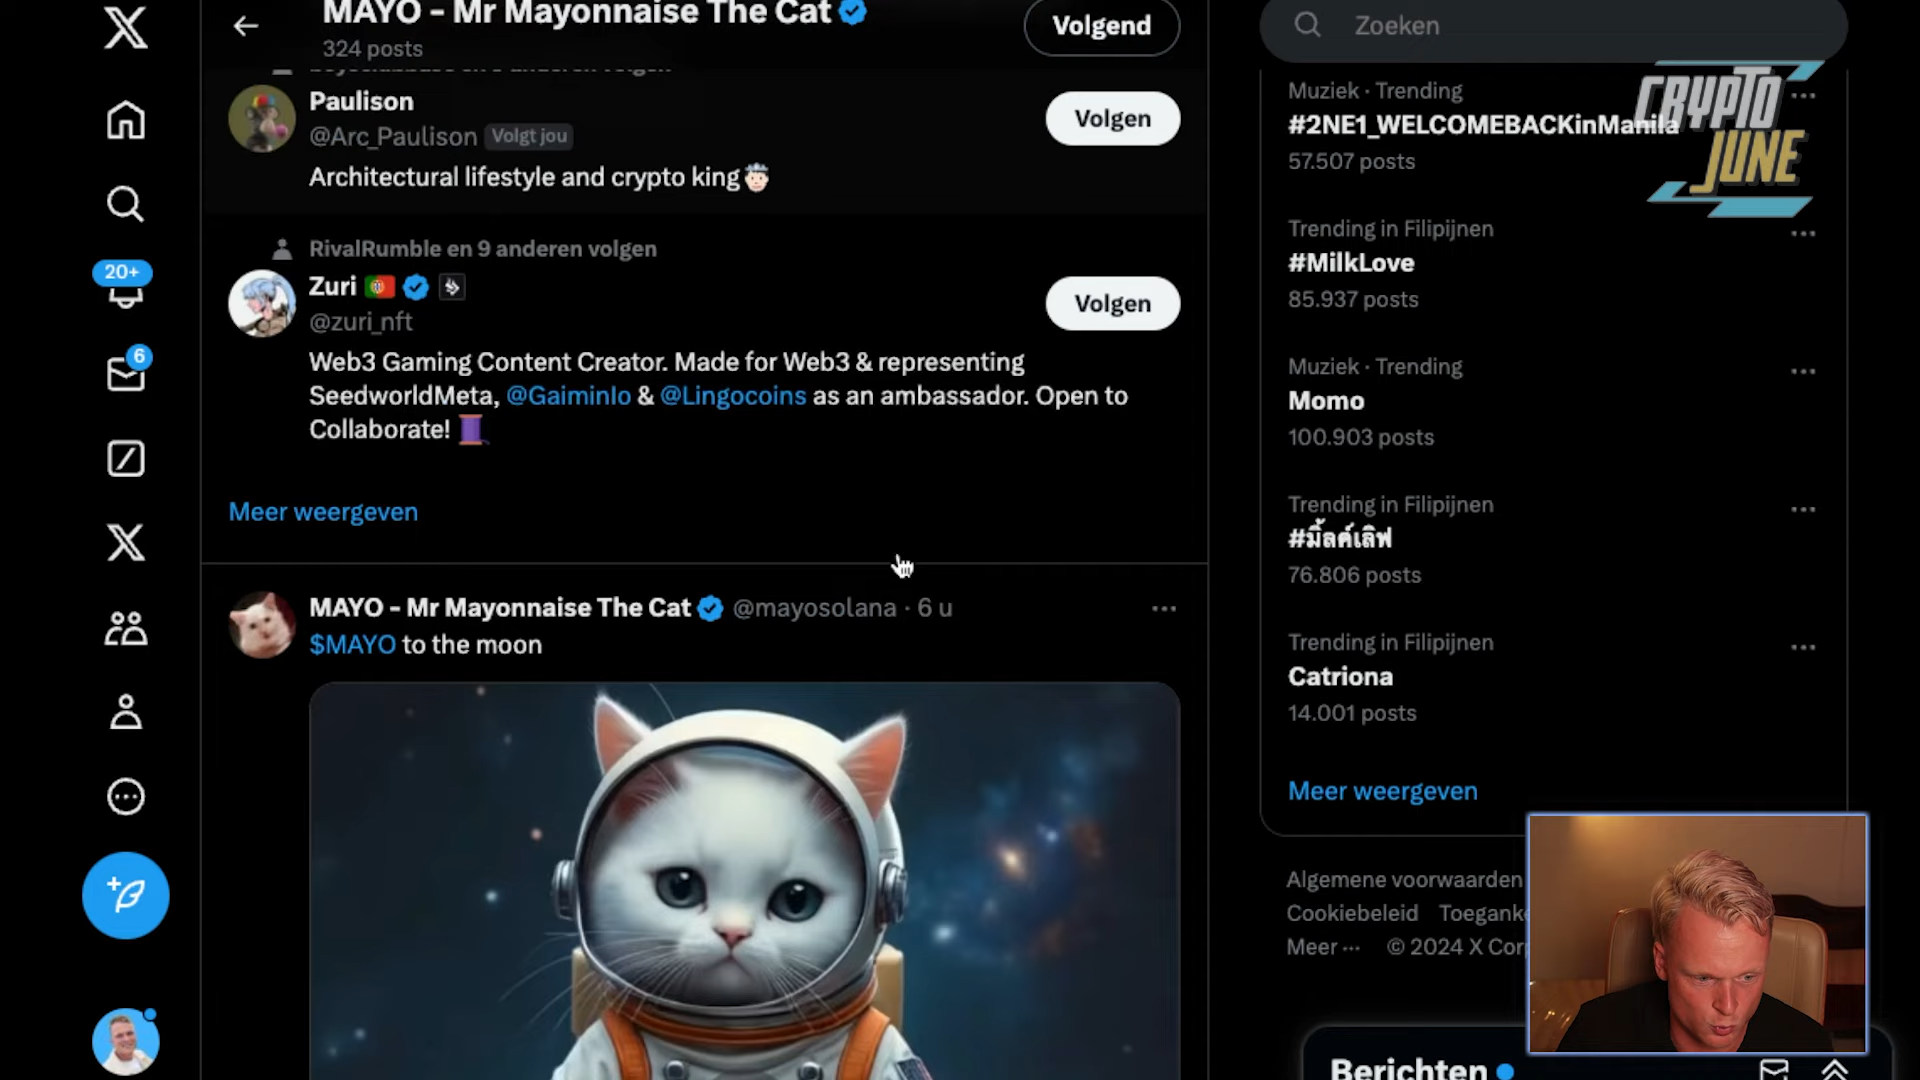 MAYO - Mr Mayonnaise The Cat
324 posts
Volgend
Zoeken
Paulison
@Arc_Paulison Volgt jou
Architectural lifestyle and crypto king
Volgen
RivalRumble en 9 anderen volgen
Zuri
@zuri_nft
Volgen
Web3 Gaming Content Creator. Made for Web3 & representing
SeedworldMeta, @GaiminIo & @Lingocoins as an ambassador. Open to
Collaborate!
Meer weergeven
MAYO - Mr Mayonnaise The Cat @mayosolana · 6 u
$MAYO to the moon
20+
6
Muziek · Trending
#2NE1_WELCOMEBACKinManila
57.507 posts
Trending in Filipijnen
#MilkLove
85.937 posts
Muziek · Trending
Momo
100.903 posts
Trending in Filipijnen
#มิ้ลค์เลิฟ
76.806 posts
Trending in Filipijnen
Catriona
14.001 posts
Meer weergeven
Algemene voorwaarden
Cookiebeleid
Meer ··· © 2024 X
Berichten
CRYPTO
JUNE